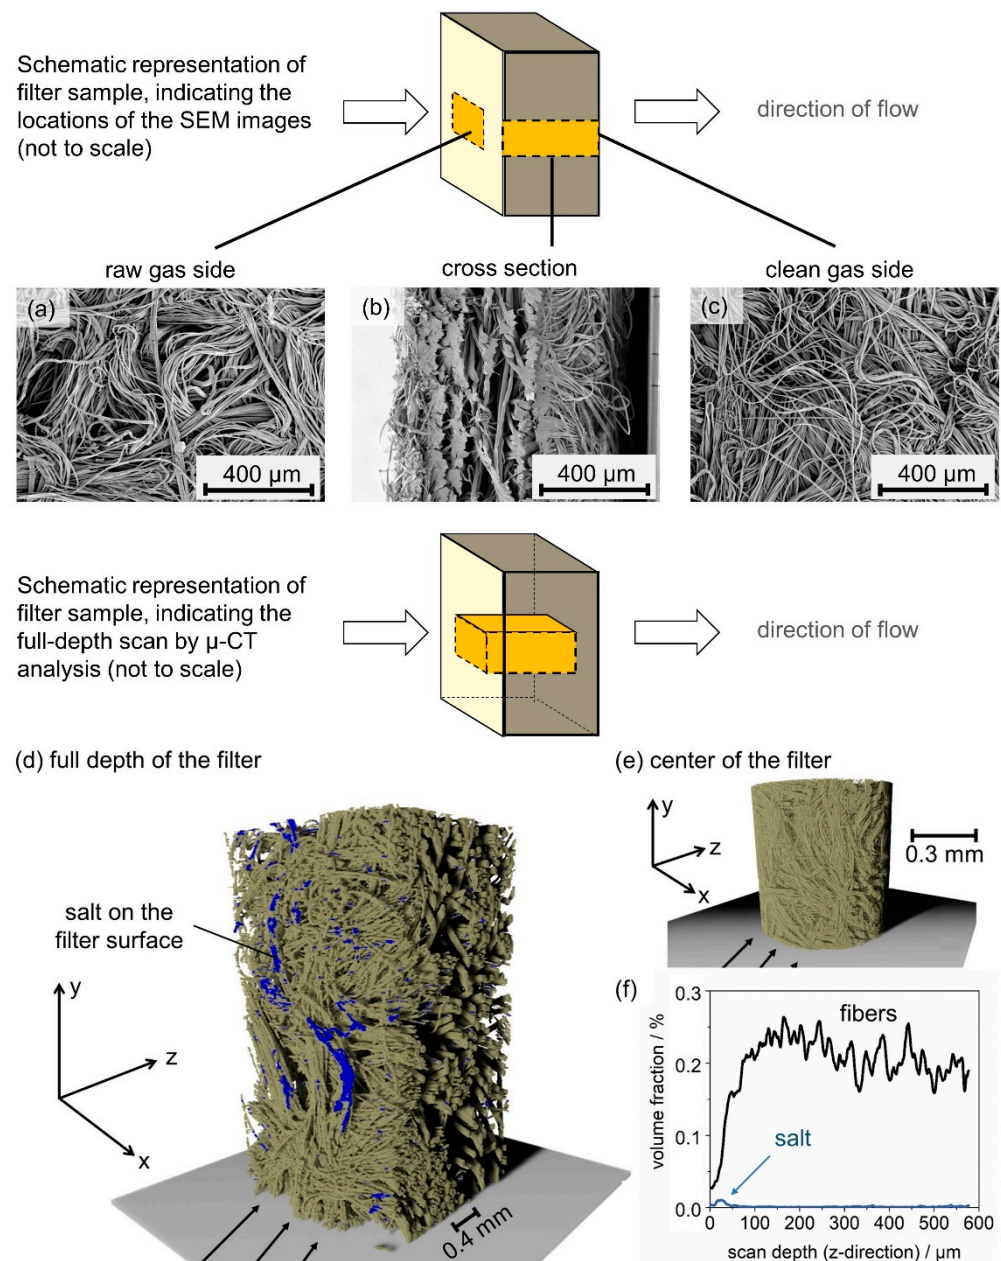 Schematic representation of
filter sample, indicating the
locations of the SEM images
(not to scale)
direction of flow
raw gas side
cross section
clean gas side
(a)
(b)
(c)
400 µm
400 µm
400 µm
Schematic representation of
filter sample, indicating the
full-depth scan by µ-CT
analysis (not to scale)
direction of flow
(d) full depth of the filter
salt on the
filter surface
y
z
x
0.4 mm
(e) center of the filter
y
z
x
0.3 mm
(f)
0.3
0.2
0.1
0.0
volume fraction / %
fibers
salt
0 100 200 300 400 500 600
scan depth (z-direction) / µm